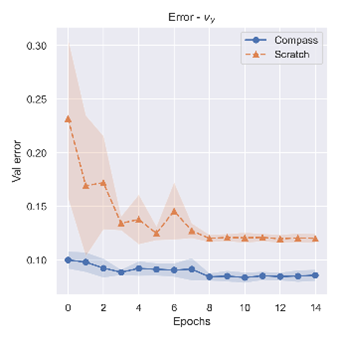 Error - v_y
Compass
Scratch
Val error
0.30
0.25
0.20
0.15
0.10
0 2 4 6 8 10 12 14
Epochs